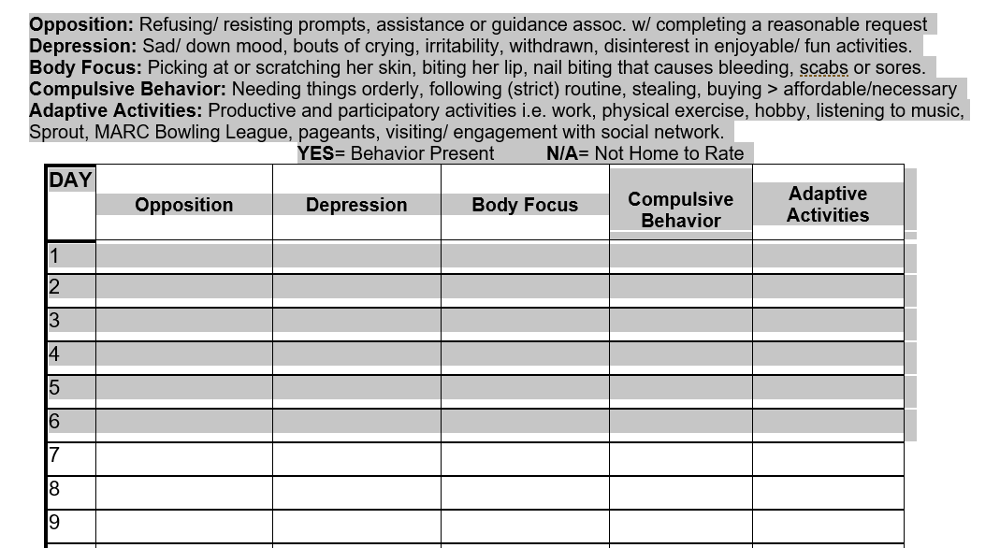 Opposition: Refusing/ resisting prompts, assistance or guidance assoc. w/ completing a reasonable request
Depression: Sad/ down mood, bouts of crying, irritability, withdrawn, disinterest in enjoyable/ fun activities.
Body Focus: Picking at or scratching her skin, biting her lip, nail biting that causes bleeding, scabs or sores.
Compulsive Behavior: Needing things orderly, following (strict) routine, stealing, buying > affordable/necessary
Adaptive Activities: Productive and participatory activities i.e. work, physical exercise, hobby, listening to music,
Sprout, MARC Bowling League, pageants, visiting/ engagement with social network.
YES= Behavior Present N/A= Not Home to Rate
DAY Opposition Depression Body Focus Compulsive Behavior Adaptive Activities
1
2
3
4
5
6
7
8
9